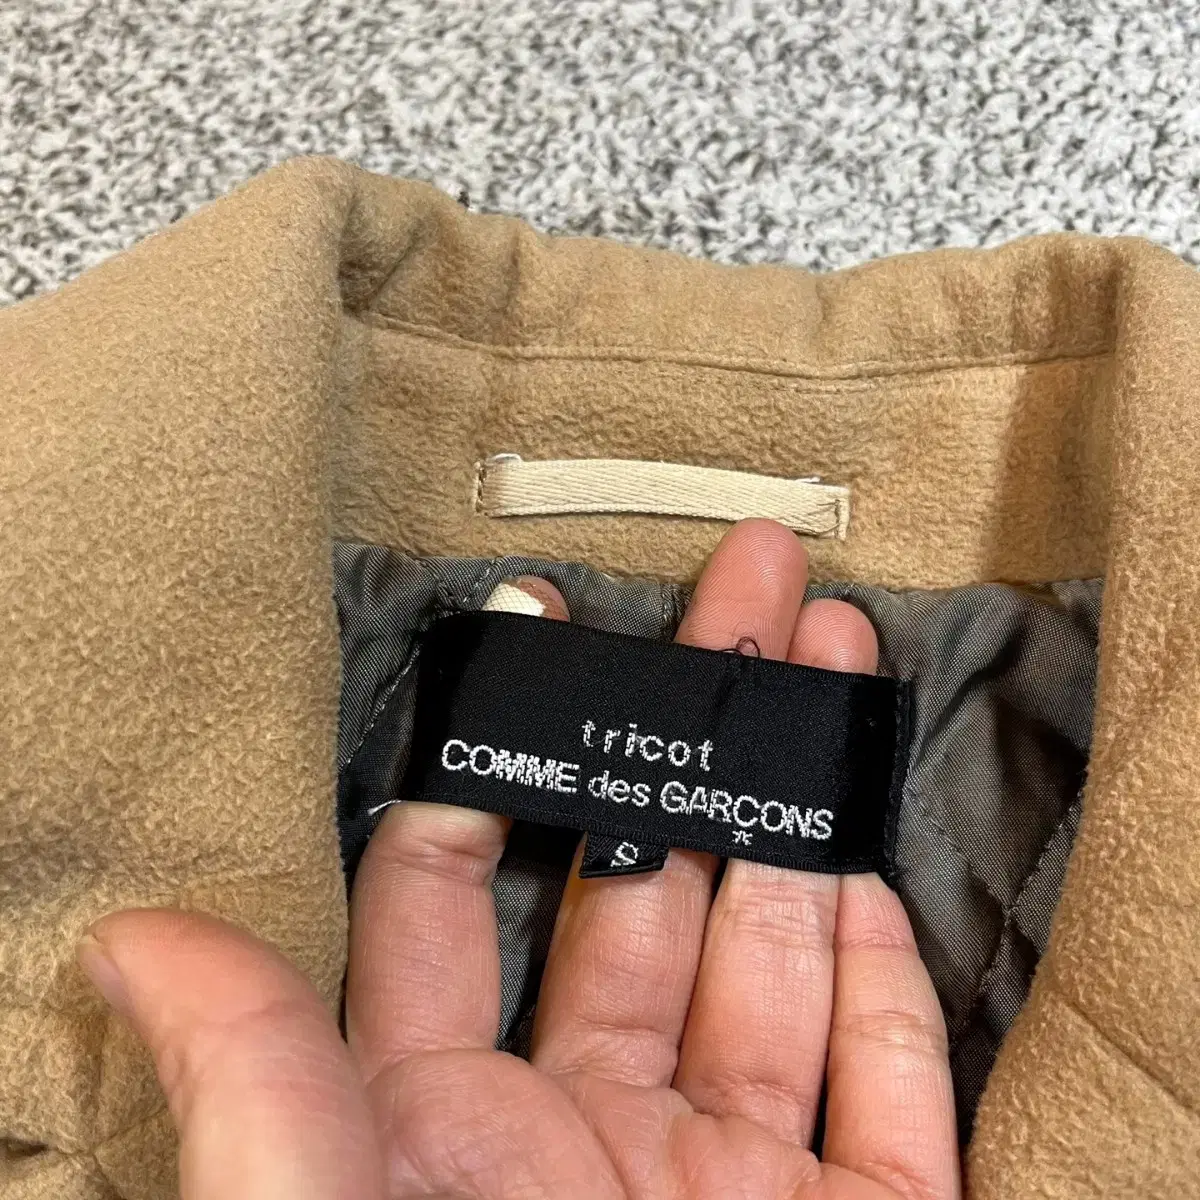 tricot
COMME des GARCONS
*
S